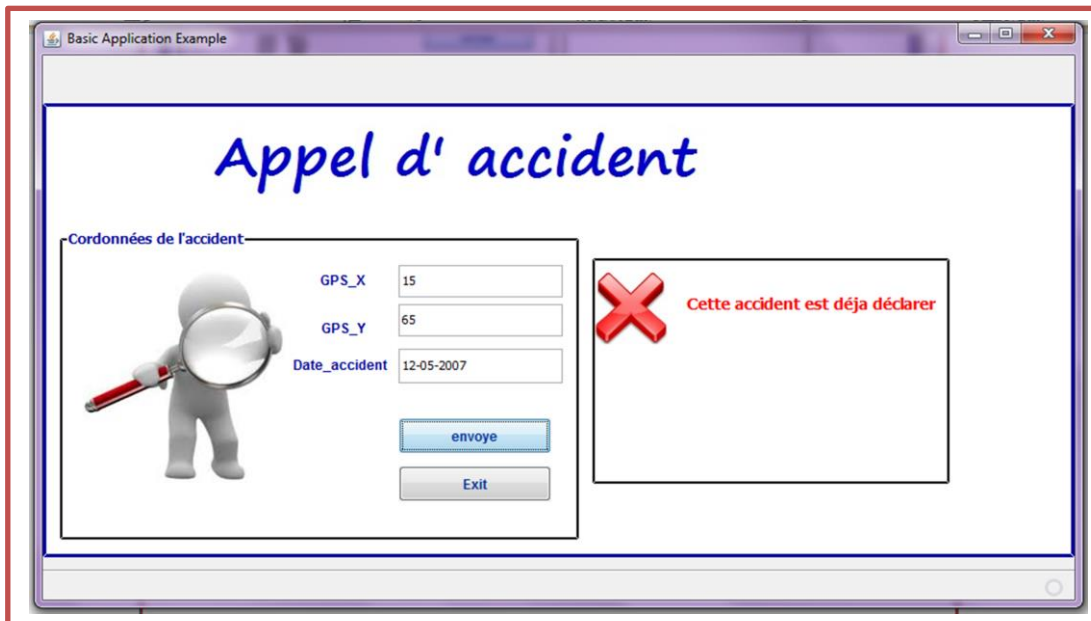 Basic Application Example
Appel d' accident
Cordonnées de l'accident
GPS_X 15
GPS_Y 65
Date_accident 12-05-2007
envoye
Exit
Cette accident est déja déclarer